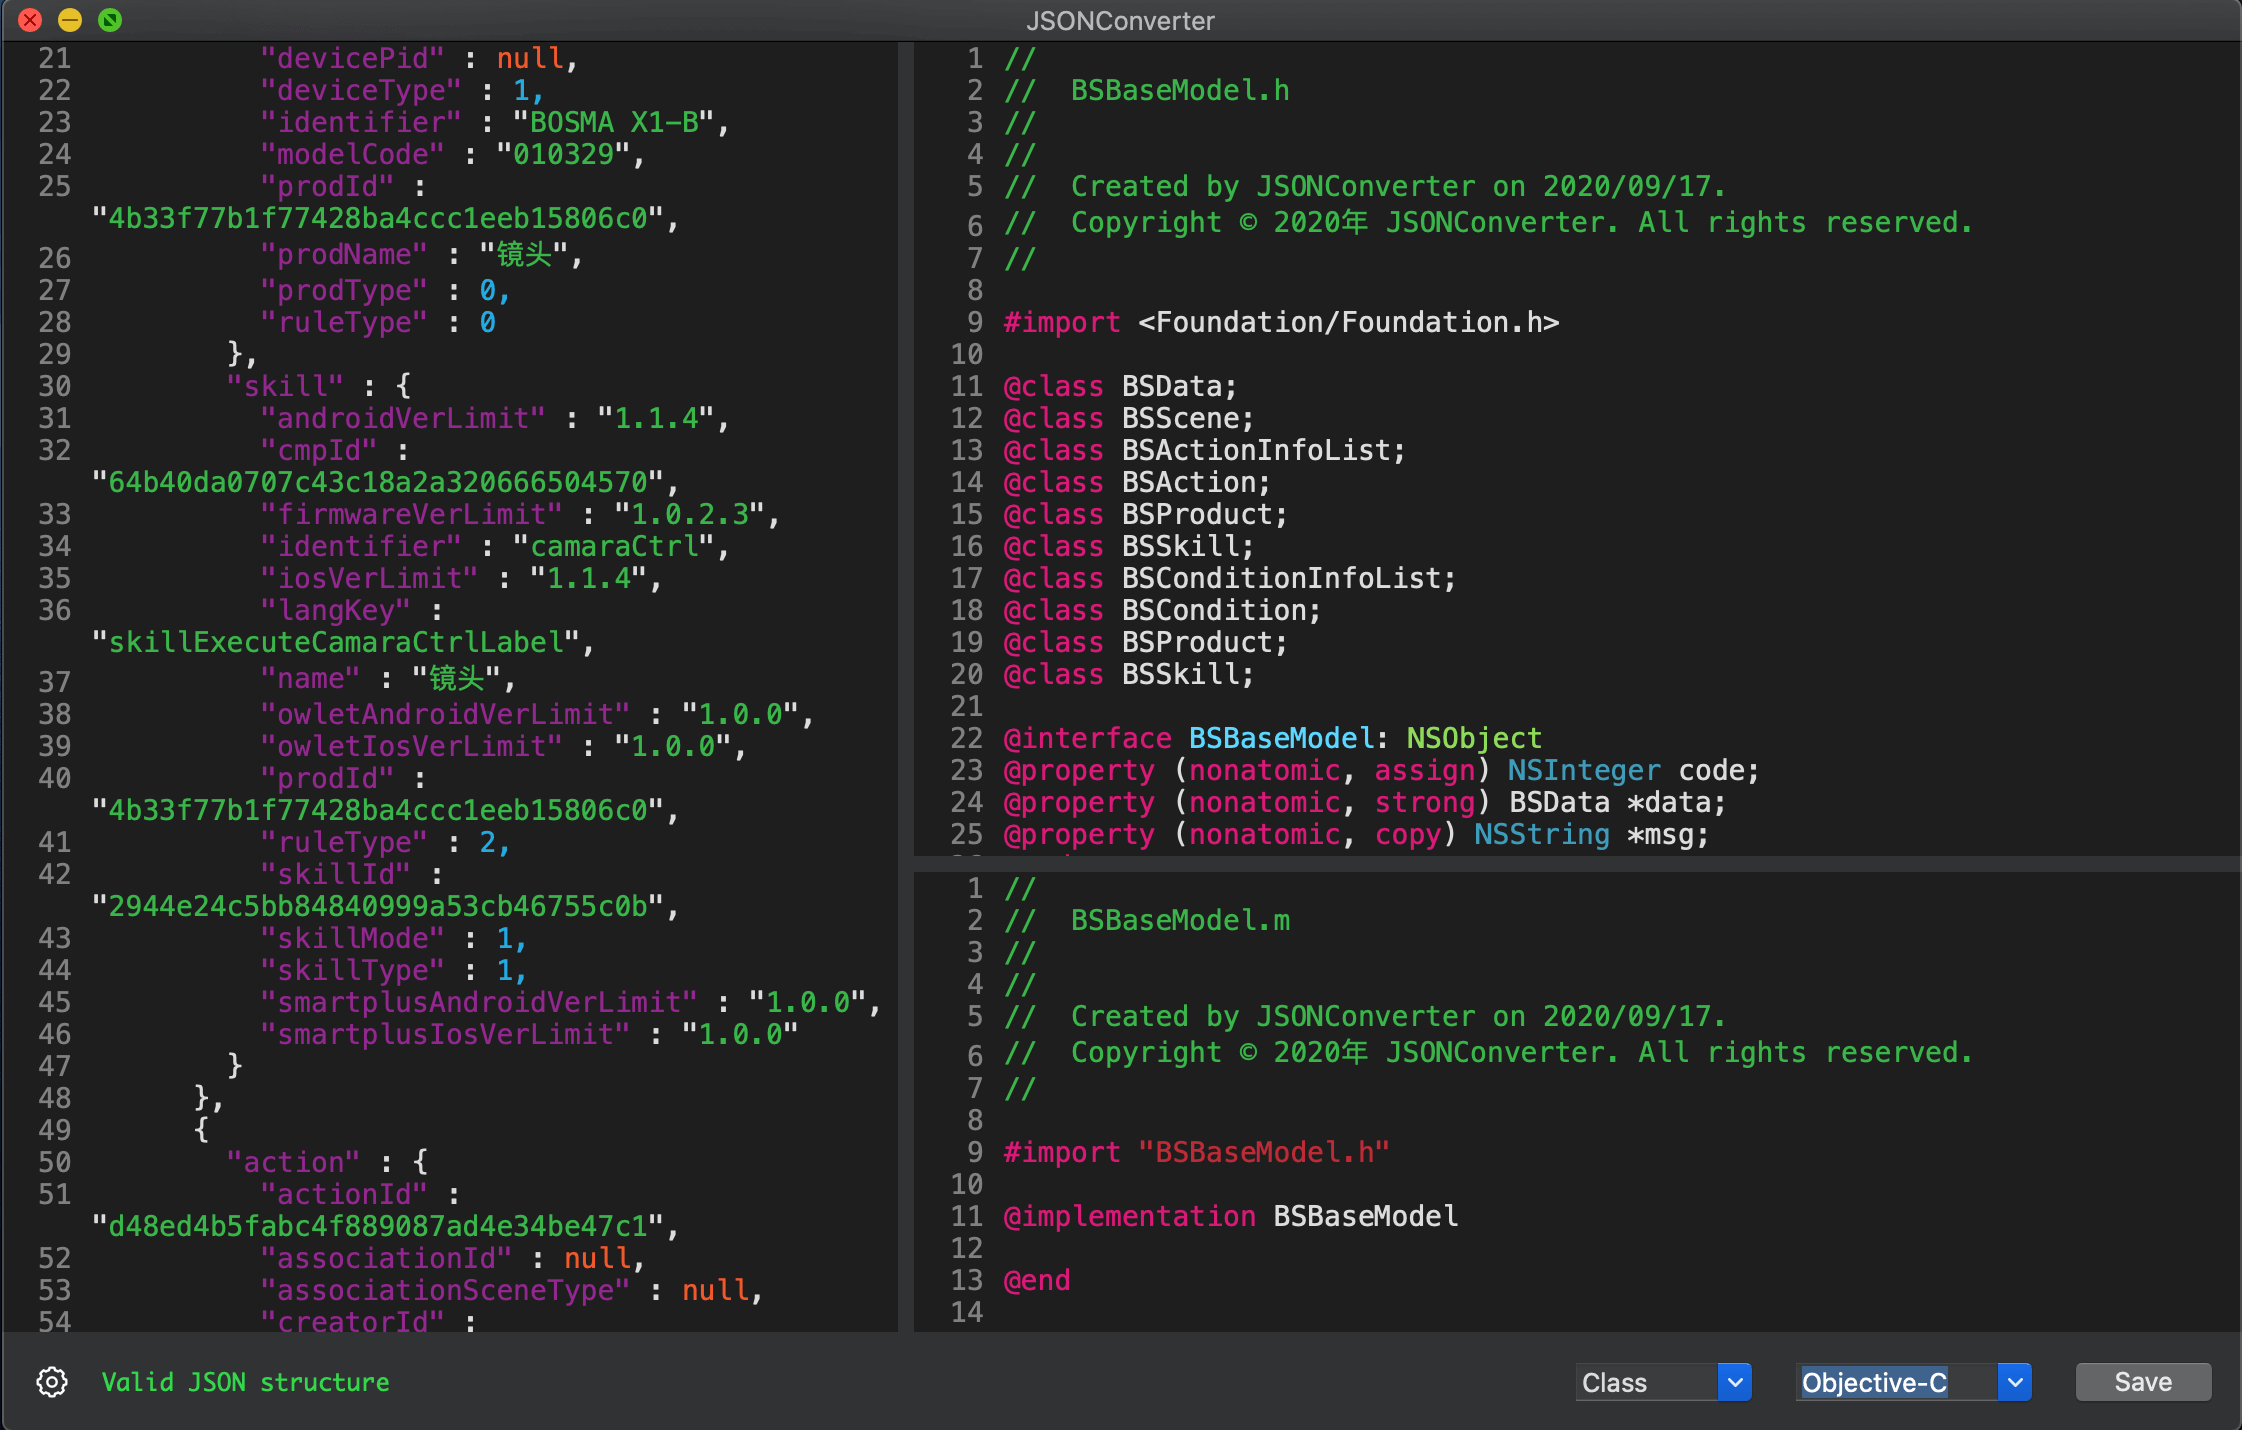 JSONConverter
21 "devicePid" : null,
22 "deviceType" : 1,
23 "identifier" : "BOSMA X1-B",
24 "modelCode" : "010329",
25 "prodId" :
"4b33f77b1f77428ba4ccc1eeb15806c0",
26 "prodName" : "镜头",
27 "prodType" : 0,
28 "ruleType" : 0
29 },
30 "skill" : {
31 "androidVerLimit" : "1.1.4",
32 "cmpId" :
"64b40da0707c43c18a2a320666504570",
33 "firmwareVerLimit" : "1.0.2.3",
34 "identifier" : "camaraCtrl",
35 "iosVerLimit" : "1.1.4",
36 "langKey" :
"skillExecuteCamaraCtrlLabel",
37 "name" : "镜头",
38 "owletAndroidVerLimit" : "1.0.0",
39 "owletIosVerLimit" : "1.0.0",
40 "prodId" :
"4b33f77b1f77428ba4ccc1eeb15806c0",
41 "ruleType" : 2,
42 "skillId" :
"2944e24c5bb84840999a53cb46755c0b",
43 "skillMode" : 1,
44 "skillType" : 1,
45 "smartplusAndroidVerLimit" : "1.0.0",
46 "smartplusIosVerLimit" : "1.0.0"
47 }
48 },
49 {
50 "action" : {
51 "actionId" :
"d48ed4b5fabc4f889087ad4e34be47c1",
52 "associationId" : null,
53 "associationSceneType" : null,
54 "creatorId" :
1 //
2 // BSBaseModel.h
3 //
4 //
5 // Created by JSONConverter on 2020/09/17.
6 // Copyright © 2020年 JSONConverter. All rights reserved.
7 //
8
9 #import <Foundation/Foundation.h>
10
11 @class BSData;
12 @class BSScene;
13 @class BSActionInfoList;
14 @class BSAction;
15 @class BSProduct;
16 @class BSSkill;
17 @class BSConditionInfoList;
18 @class BSCondition;
19 @class BSProduct;
20 @class BSSkill;
21
22 @interface BSBaseModel: NSObject
23 @property (nonatomic, assign) NSInteger code;
24 @property (nonatomic, strong) BSData *data;
25 @property (nonatomic, copy) NSString *msg;
1 //
2 // BSBaseModel.m
3 //
4 //
5 // Created by JSONConverter on 2020/09/17.
6 // Copyright © 2020年 JSONConverter. All rights reserved.
7 //
8
9 #import "BSBaseModel.h"
10
11 @implementation BSBaseModel
12
13 @end
14
Valid JSON structure
Class
Objective-C
Save